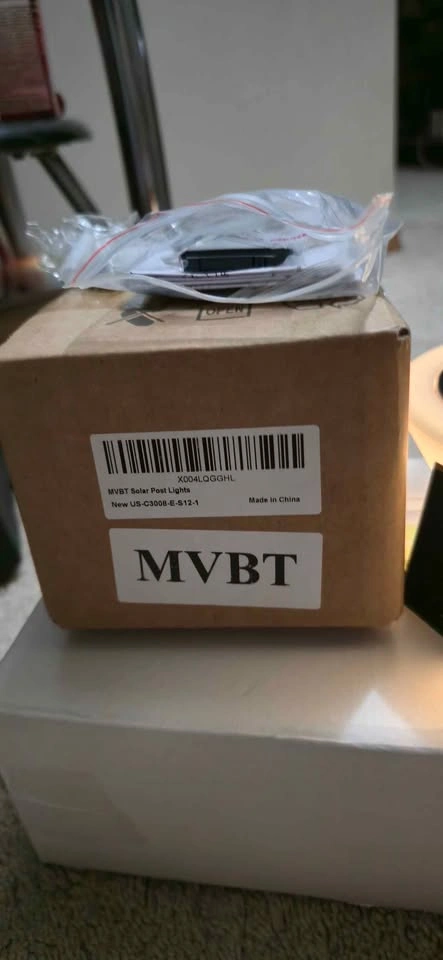 OPEN
X004LQGGHL
MVBT Solar Post Lights
New US-C3008-E-S12-1 Made in China
MVBT